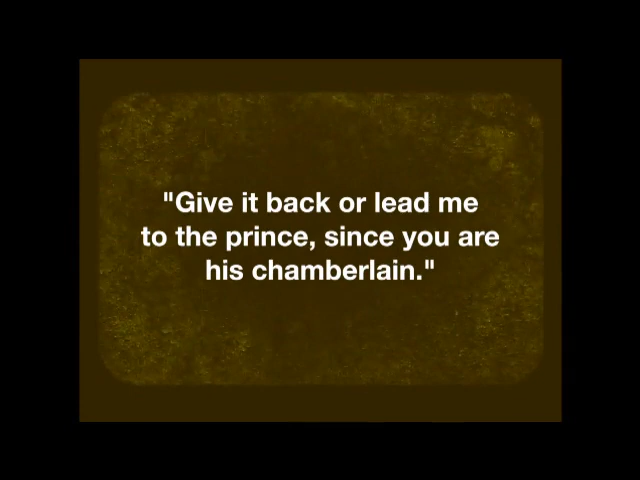 "Give it back or lead me
to the prince, since you are
his chamberlain."